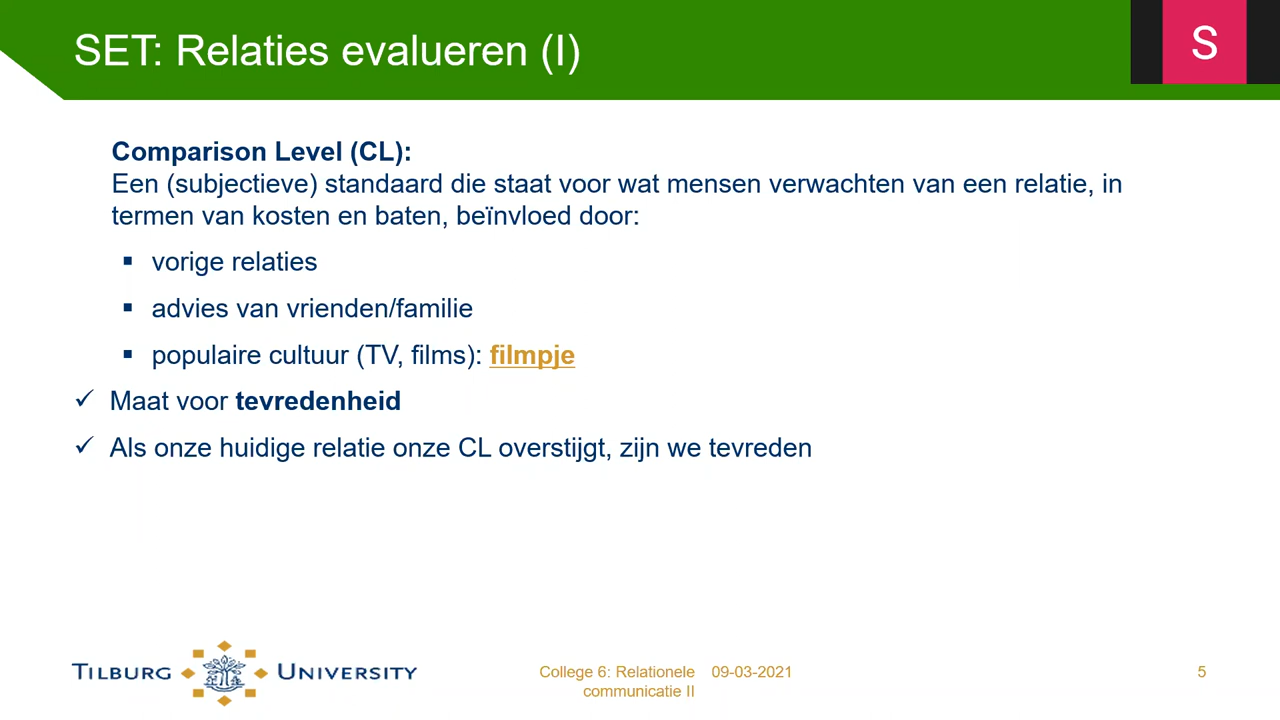 SET: Relaties evalueren (I)
S
Comparison Level (CL):
Een (subjectieve) standaard die staat voor wat mensen verwachten van een relatie, in
termen van kosten en baten, beïnvloed door:
▪ vorige relaties
▪ advies van vrienden/familie
▪ populaire cultuur (TV, films): filmpje
✓ Maat voor tevredenheid
✓ Als onze huidige relatie onze CL overstijgt, zijn we tevreden
TILBURG UNIVERSITY
College 6: Relationele 09-03-2021
communicatie II
5